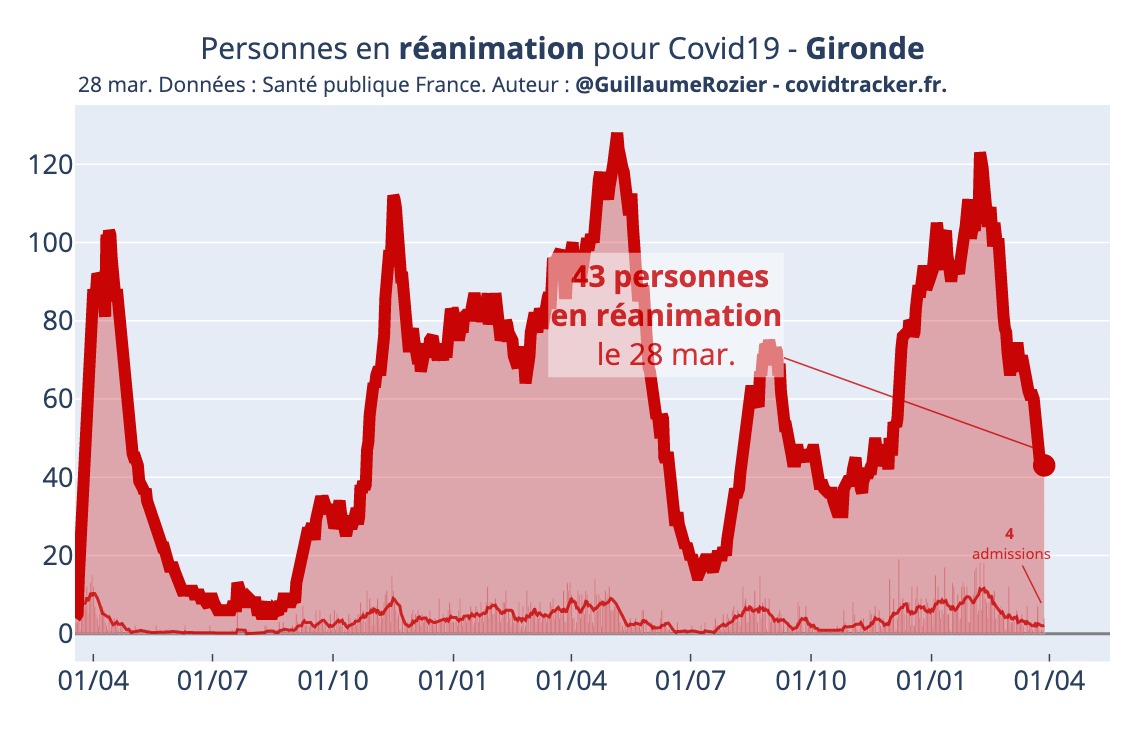 Personnes en réanimation pour Covid19 - Gironde
28 mar. Données : Santé publique France. Auteur : @GuillaumeRozier - covidtracker.fr.
120
100
80
60
40
20
0
43 personnes
en réanimation
le 28 mar.
4
admissions
01/04 01/07 01/10 01/01 01/04 01/07 01/10 01/01 01/04